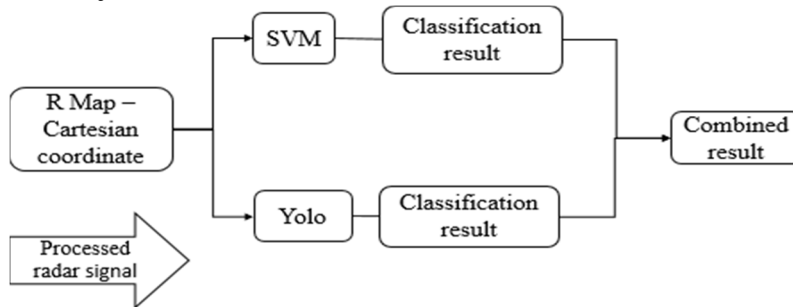 SVM
Classification
result
R Map –
Cartesian
coordinate
Combined
result
Yolo
Classification
result
Processed
radar signal